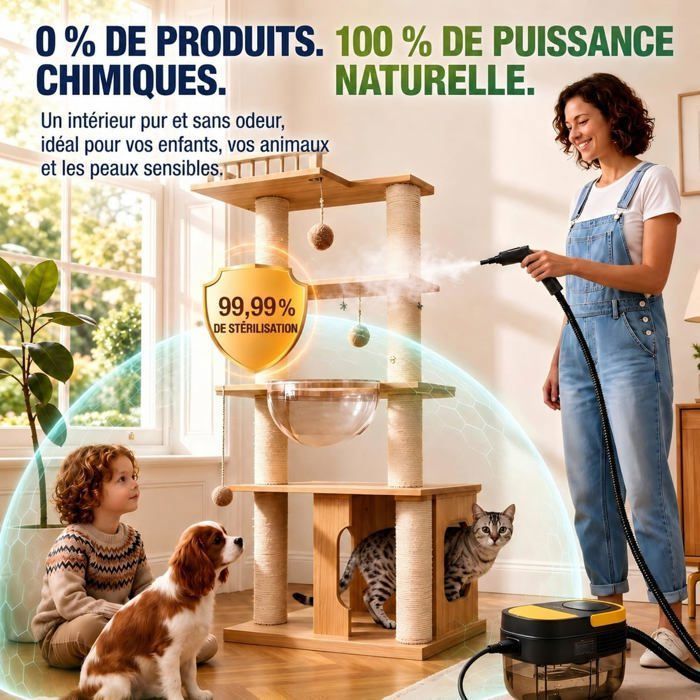 0 % DE PRODUITS.
CHIMIQUES.
100 % DE PUISSANCE
NATURELLE.
Un intérieur pur et sans odeur,
idéal pour vos enfants, vos animaux
et les peaux sensibles.
99,99 %
DE STÉRILISATION